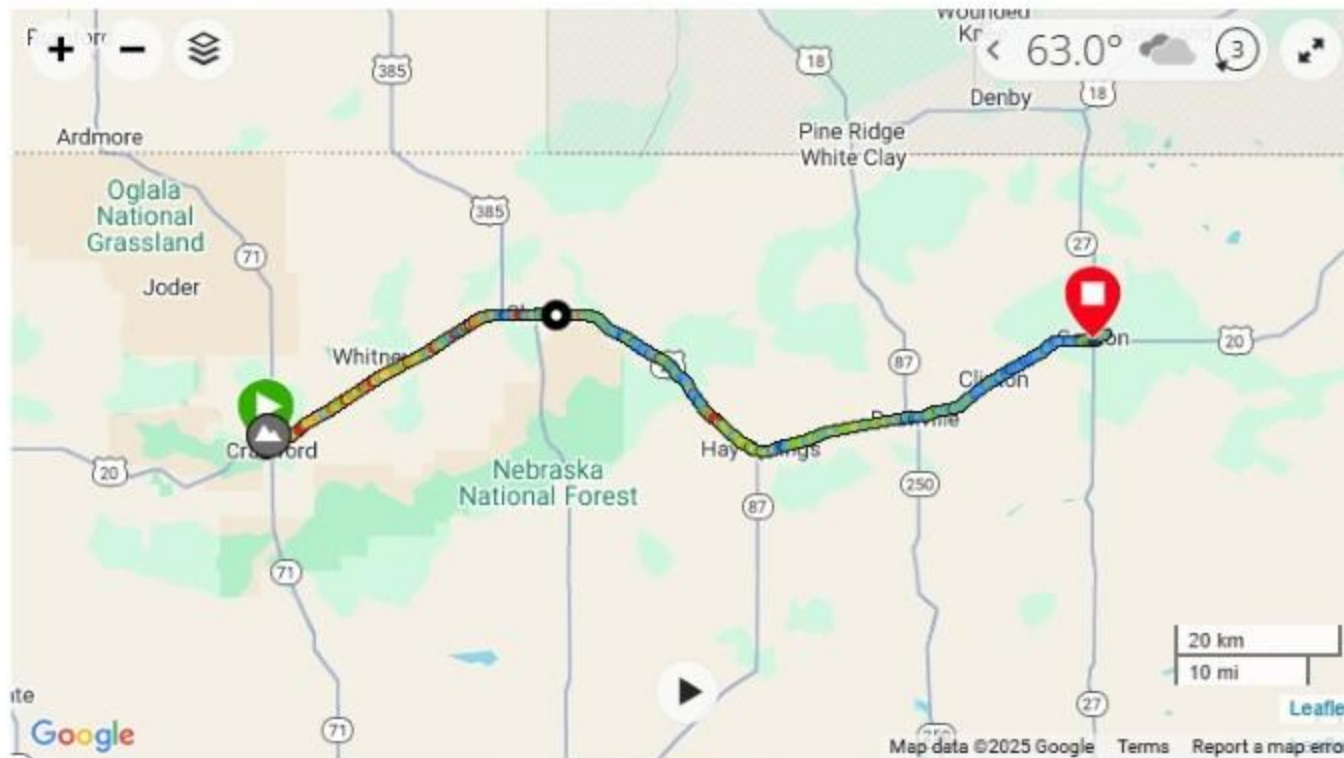 +
−
385
18
Wounded
63.0°
3
Denby
18
Ardmore
Pine Ridge
White Clay
Oglala
National
Grassland
385
71
27
Joder
87
20
20
Nebraska
National Forest
87
250
71
20 km
10 mi
27
71
Google
Map data ©2025 Google Terms Report a map erro